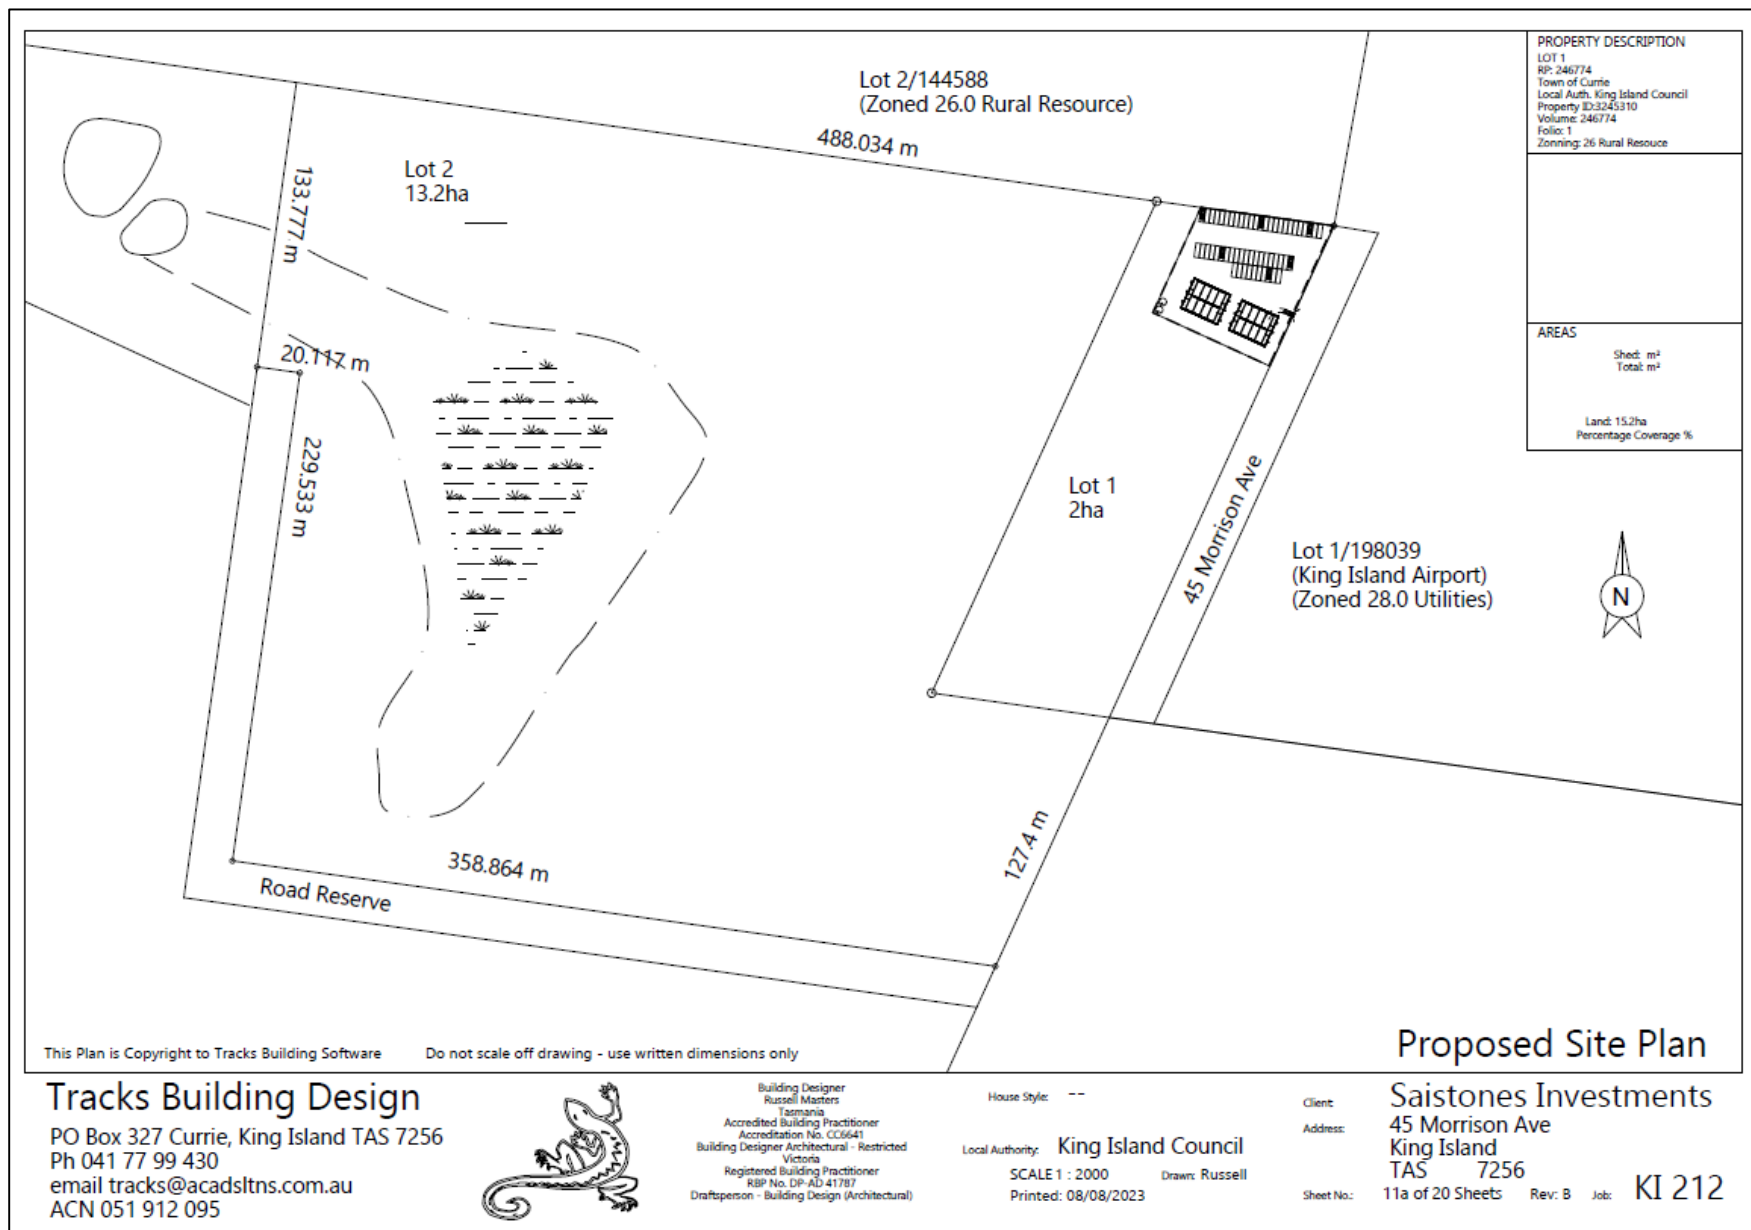 PROPERTY DESCRIPTION
LOT 1
RP: 246774
Town of Currie
Local Auth. King Island Council
Property ID:3245310
Volume: 246774
Folio: 1
Zonning: 26 Rural Resouce
AREAS
Shed: m²
Total: m²
Land: 15.2ha
Percentage Coverage %
Lot 2/144588
(Zoned 26.0 Rural Resource)
488.034 m
Lot 2
13.2ha
133.777 m
20.117 m
229.533 m
Lot 1
2ha
45 Morrison Ave
Lot 1/198039
(King Island Airport)
(Zoned 28.0 Utilities)
N
127.4 m
358.864 m
Road Reserve
This Plan is Copyright to Tracks Building Software
Do not scale off drawing - use written dimensions only
Proposed Site Plan
Tracks Building Design
PO Box 327 Currie, King Island TAS 7256
Ph 041 77 99 430
email tracks@acadsltns.com.au
ACN 051 912 095
Building Designer
Russell Masters
Tasmania
Accredited Building Practitioner
Accreditation No. CC6641
Building Designer Architectural - Restricted
Victoria
Registered Building Practitioner
RBP No. DP-AD 41787
Draftsperson - Building Design (Architectural)
House Style: --
Local Authority: King Island Council
SCALE 1 : 2000 Drawn: Russell
Printed: 08/08/2023
Client: Saistones Investments
Address: 45 Morrison Ave
King Island
TAS 7256
Sheet No.: 11a of 20 Sheets Rev: B Job: KI 212